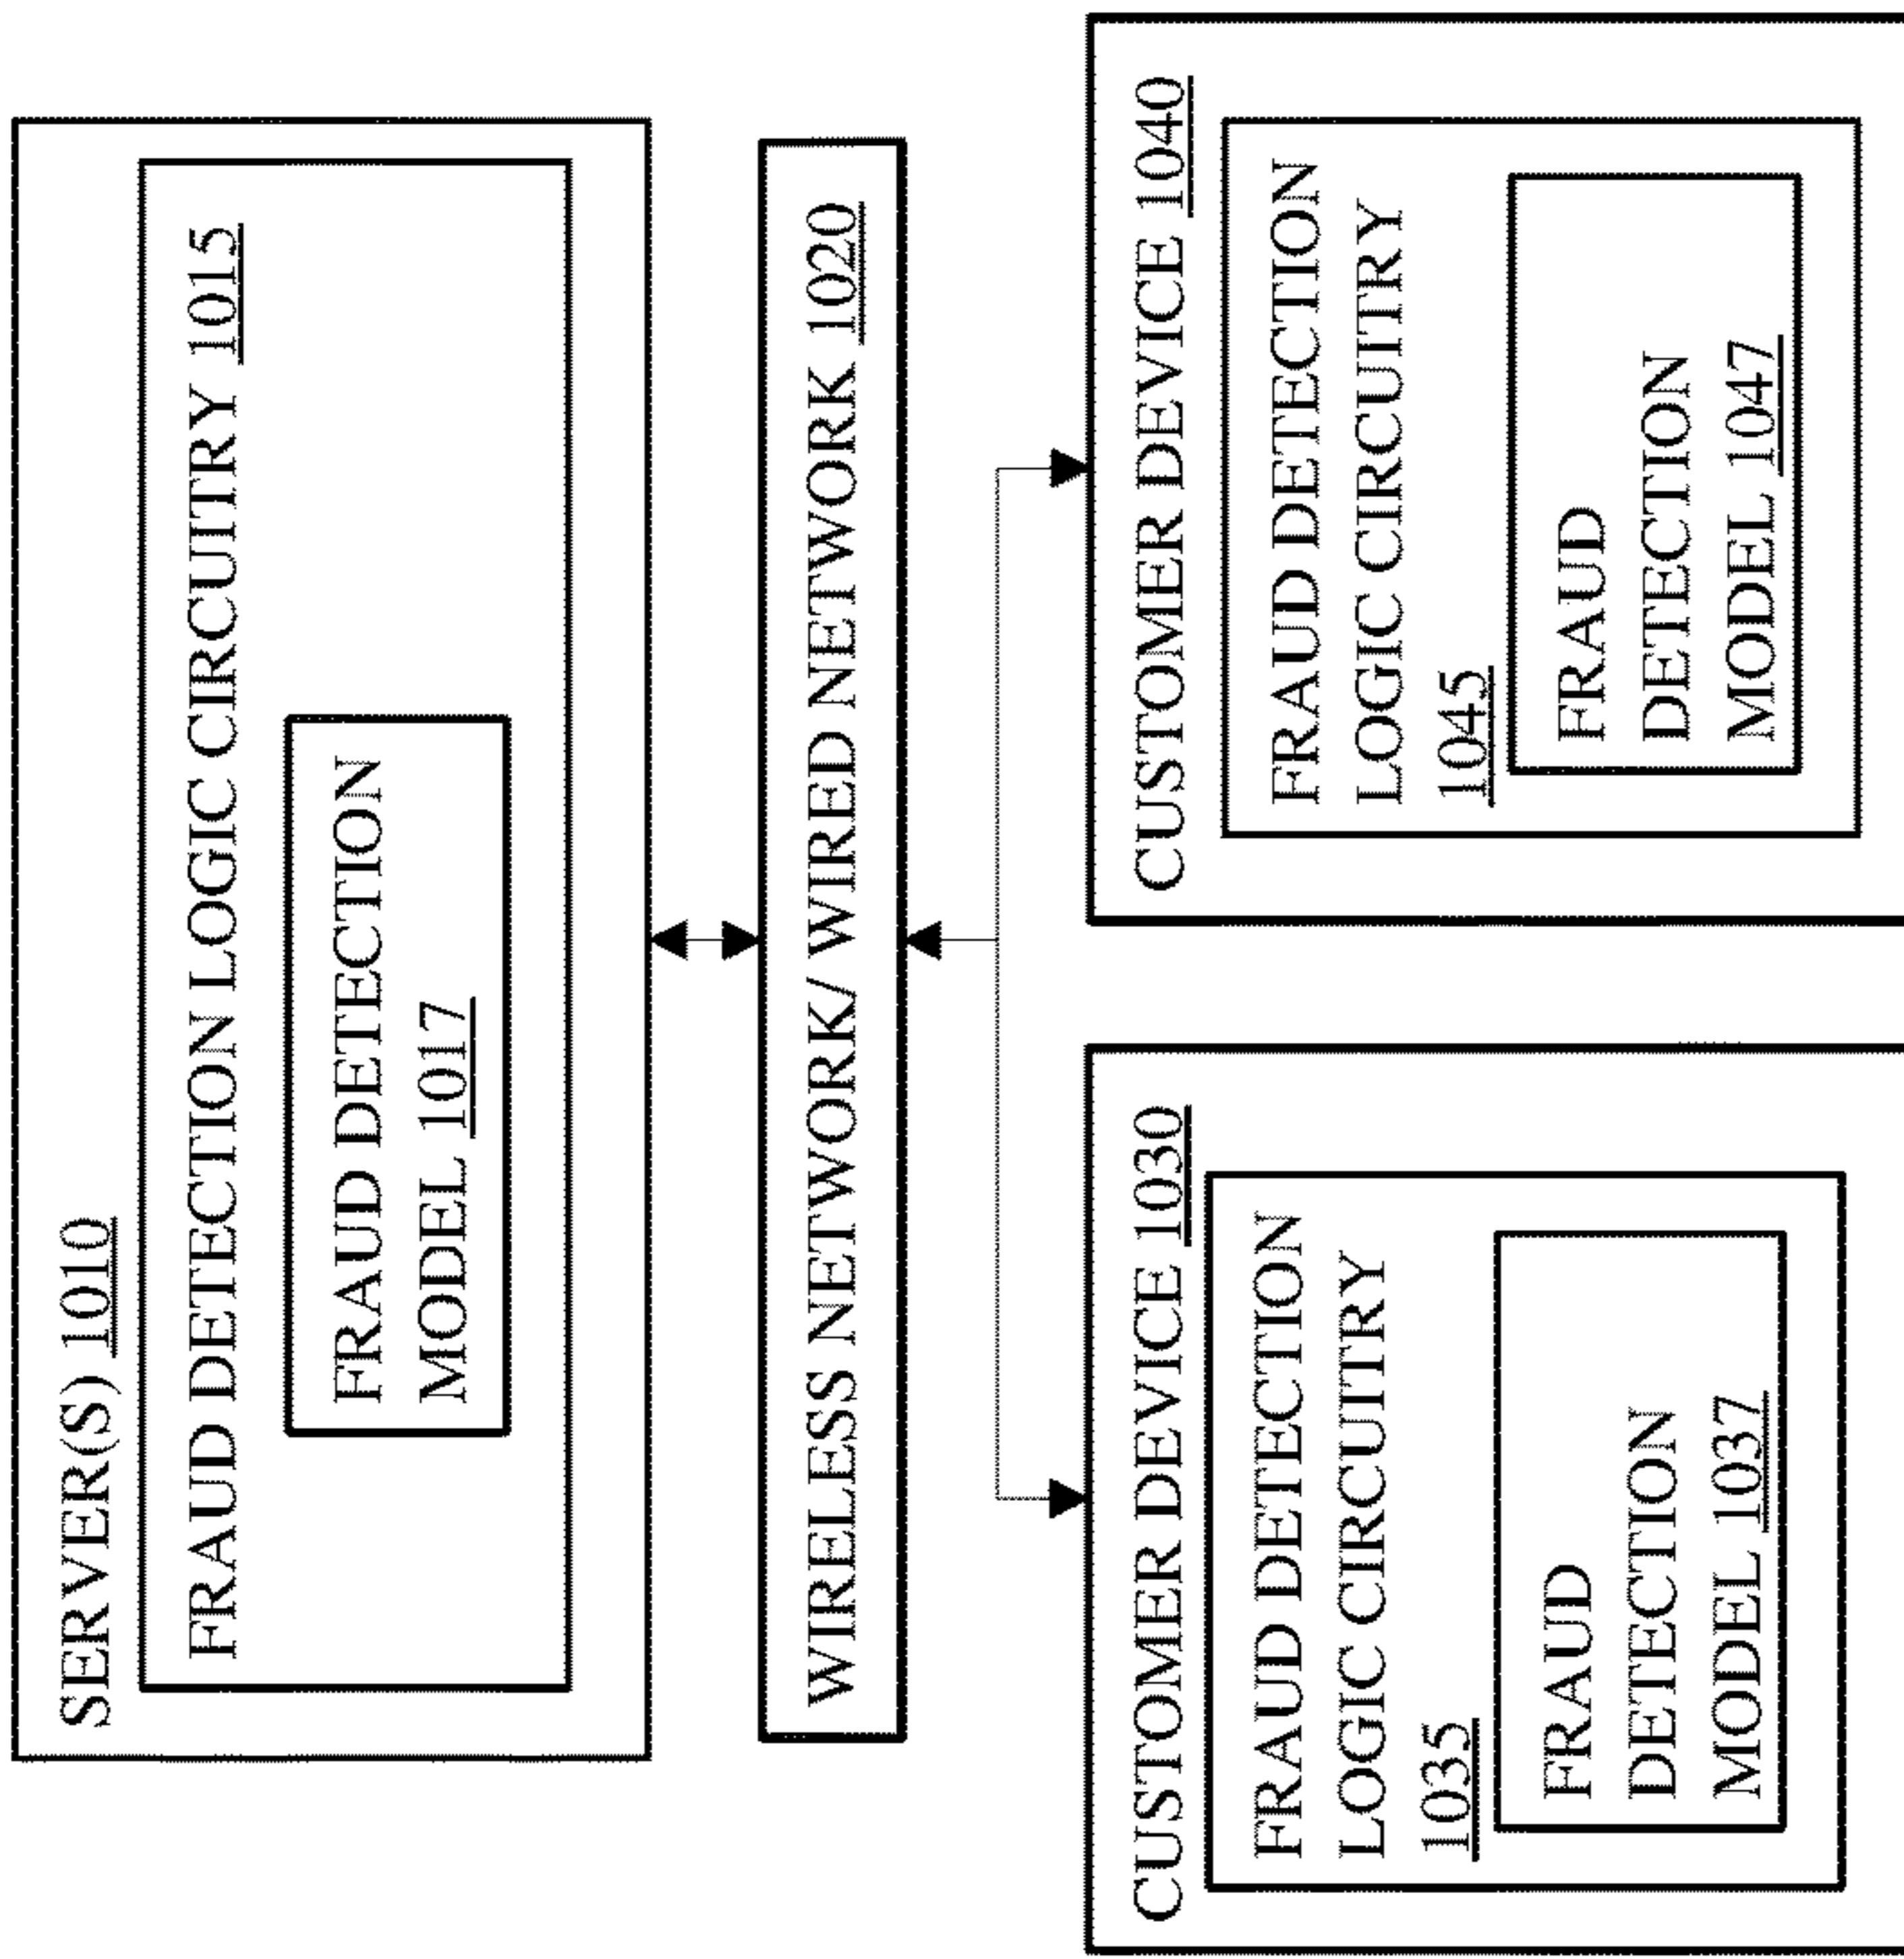 SERVER(S) 1010
FRAUD DETECTION LOGIC CIRCUITRY 1015
FRAUD DETECTION
MODEL 1017
WIRELESS NETWORK/ WIRED NETWORK 1020
CUSTOMER DEVICE 1030
FRAUD DETECTION
LOGIC CIRCUITRY
1035
FRAUD
DETECTION
MODEL 1037
CUSTOMER DEVICE 1040
FRAUD DETECTION
LOGIC CIRCUITRY
1045
FRAUD
DETECTION
MODEL 1047